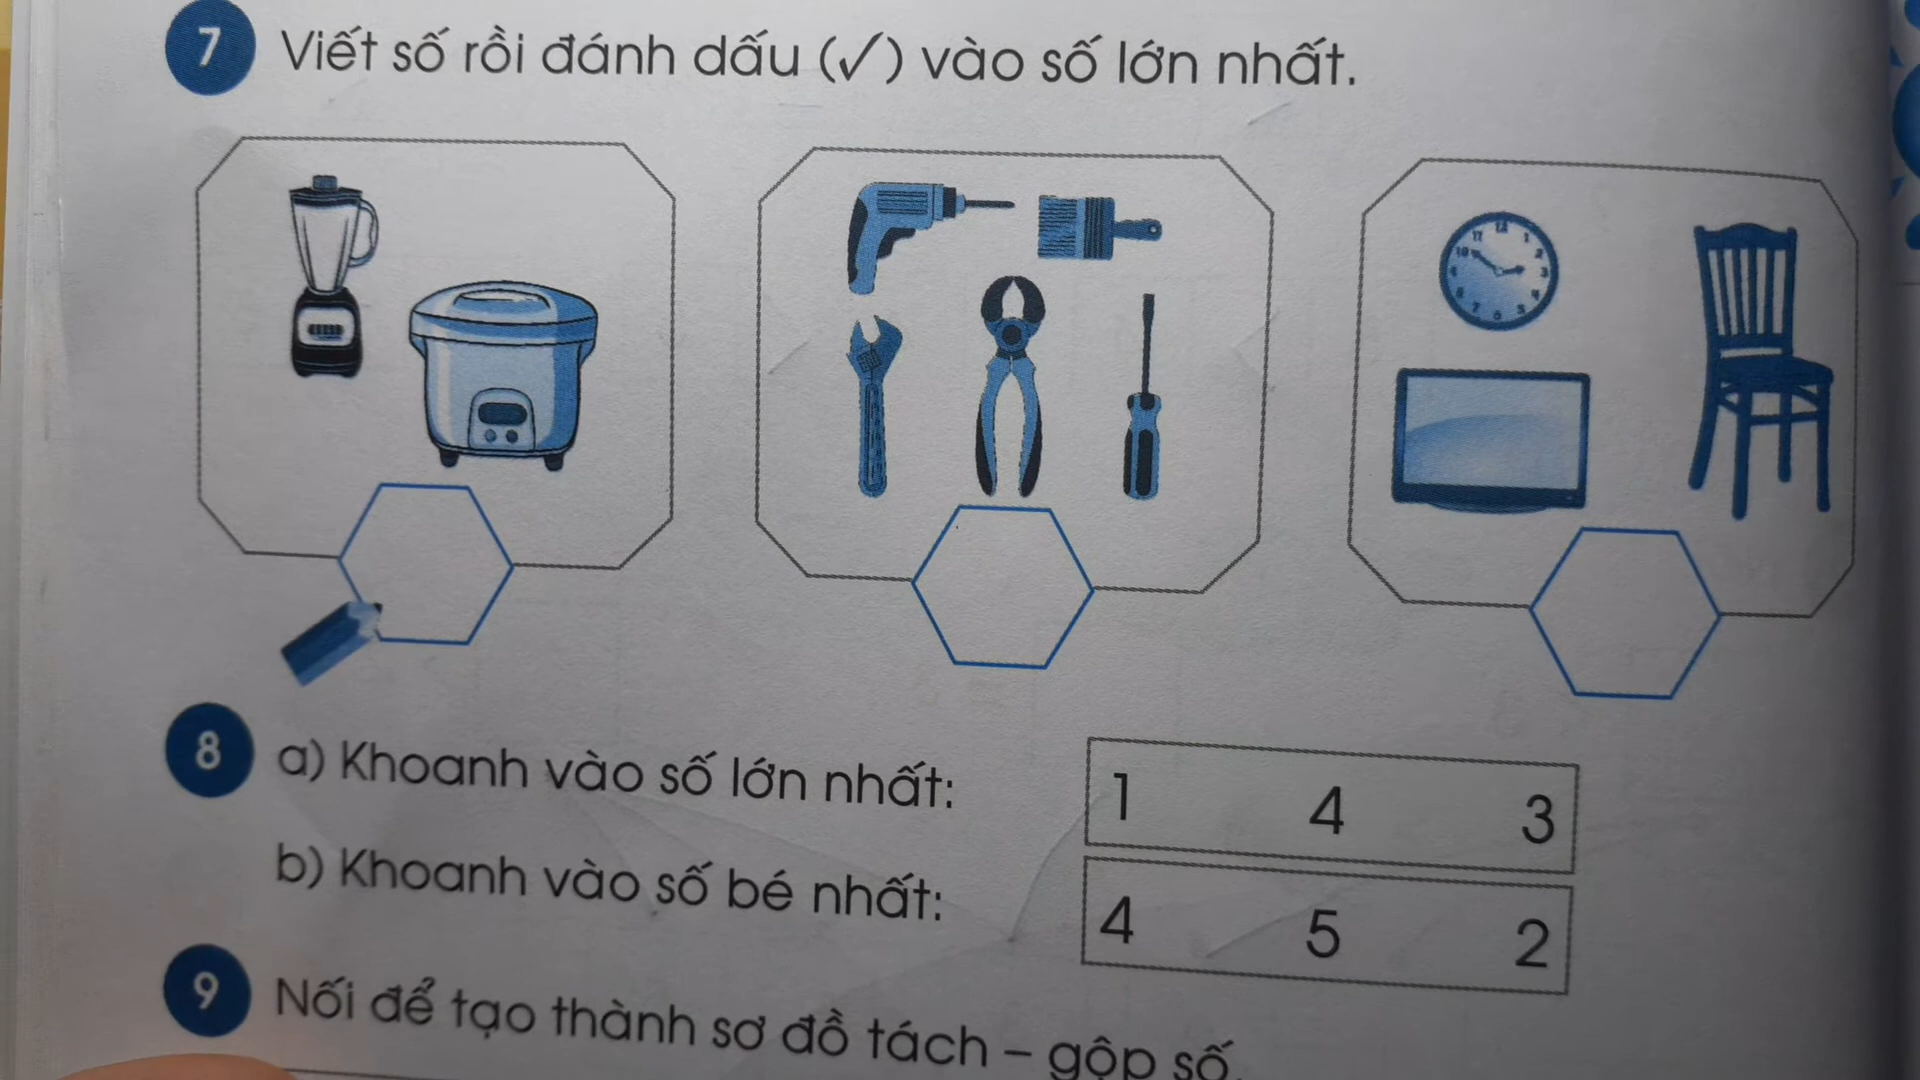 7 Viết số rồi đánh dấu (✓) vào số lớn nhất.
8 a) Khoanh vào số lớn nhất:
1 4 3
b) Khoanh vào số bé nhất:
4 5 2
9 Nối để tạo thành sơ đồ tách – gộp số.